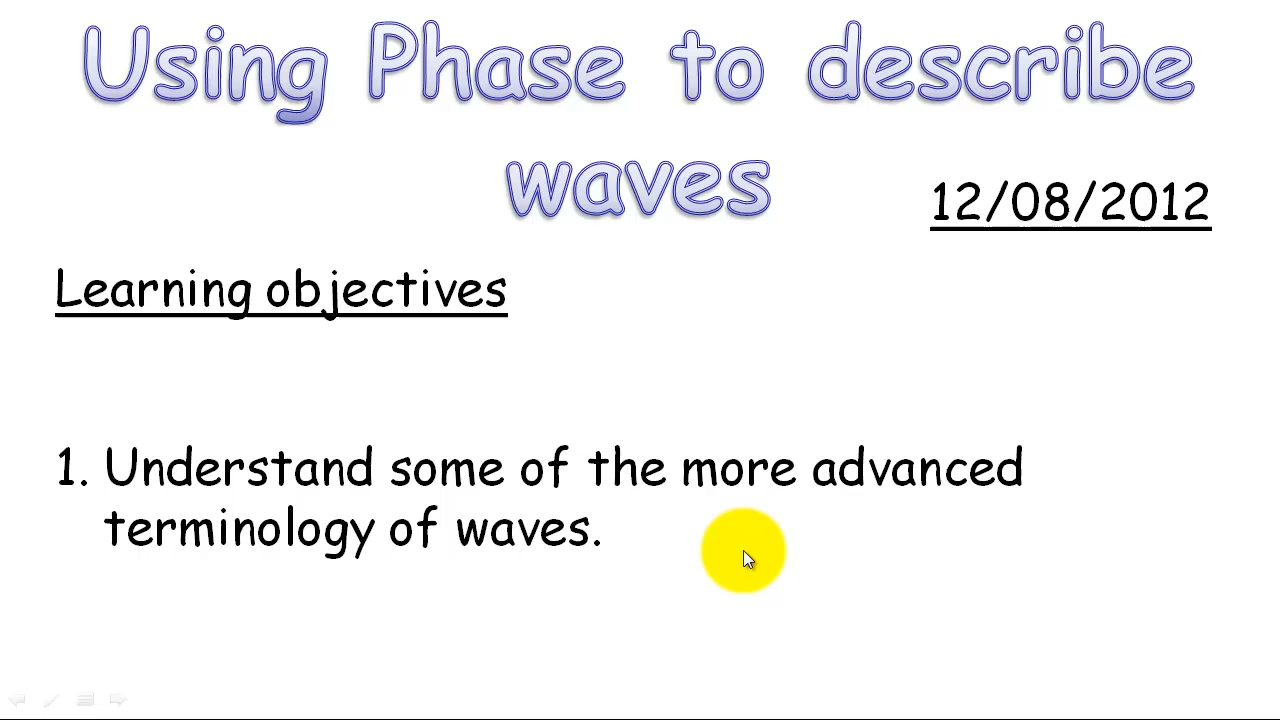 Using Phase to describe
waves
12/08/2012
Learning objectives
1. Understand some of the more advanced
terminology of waves.